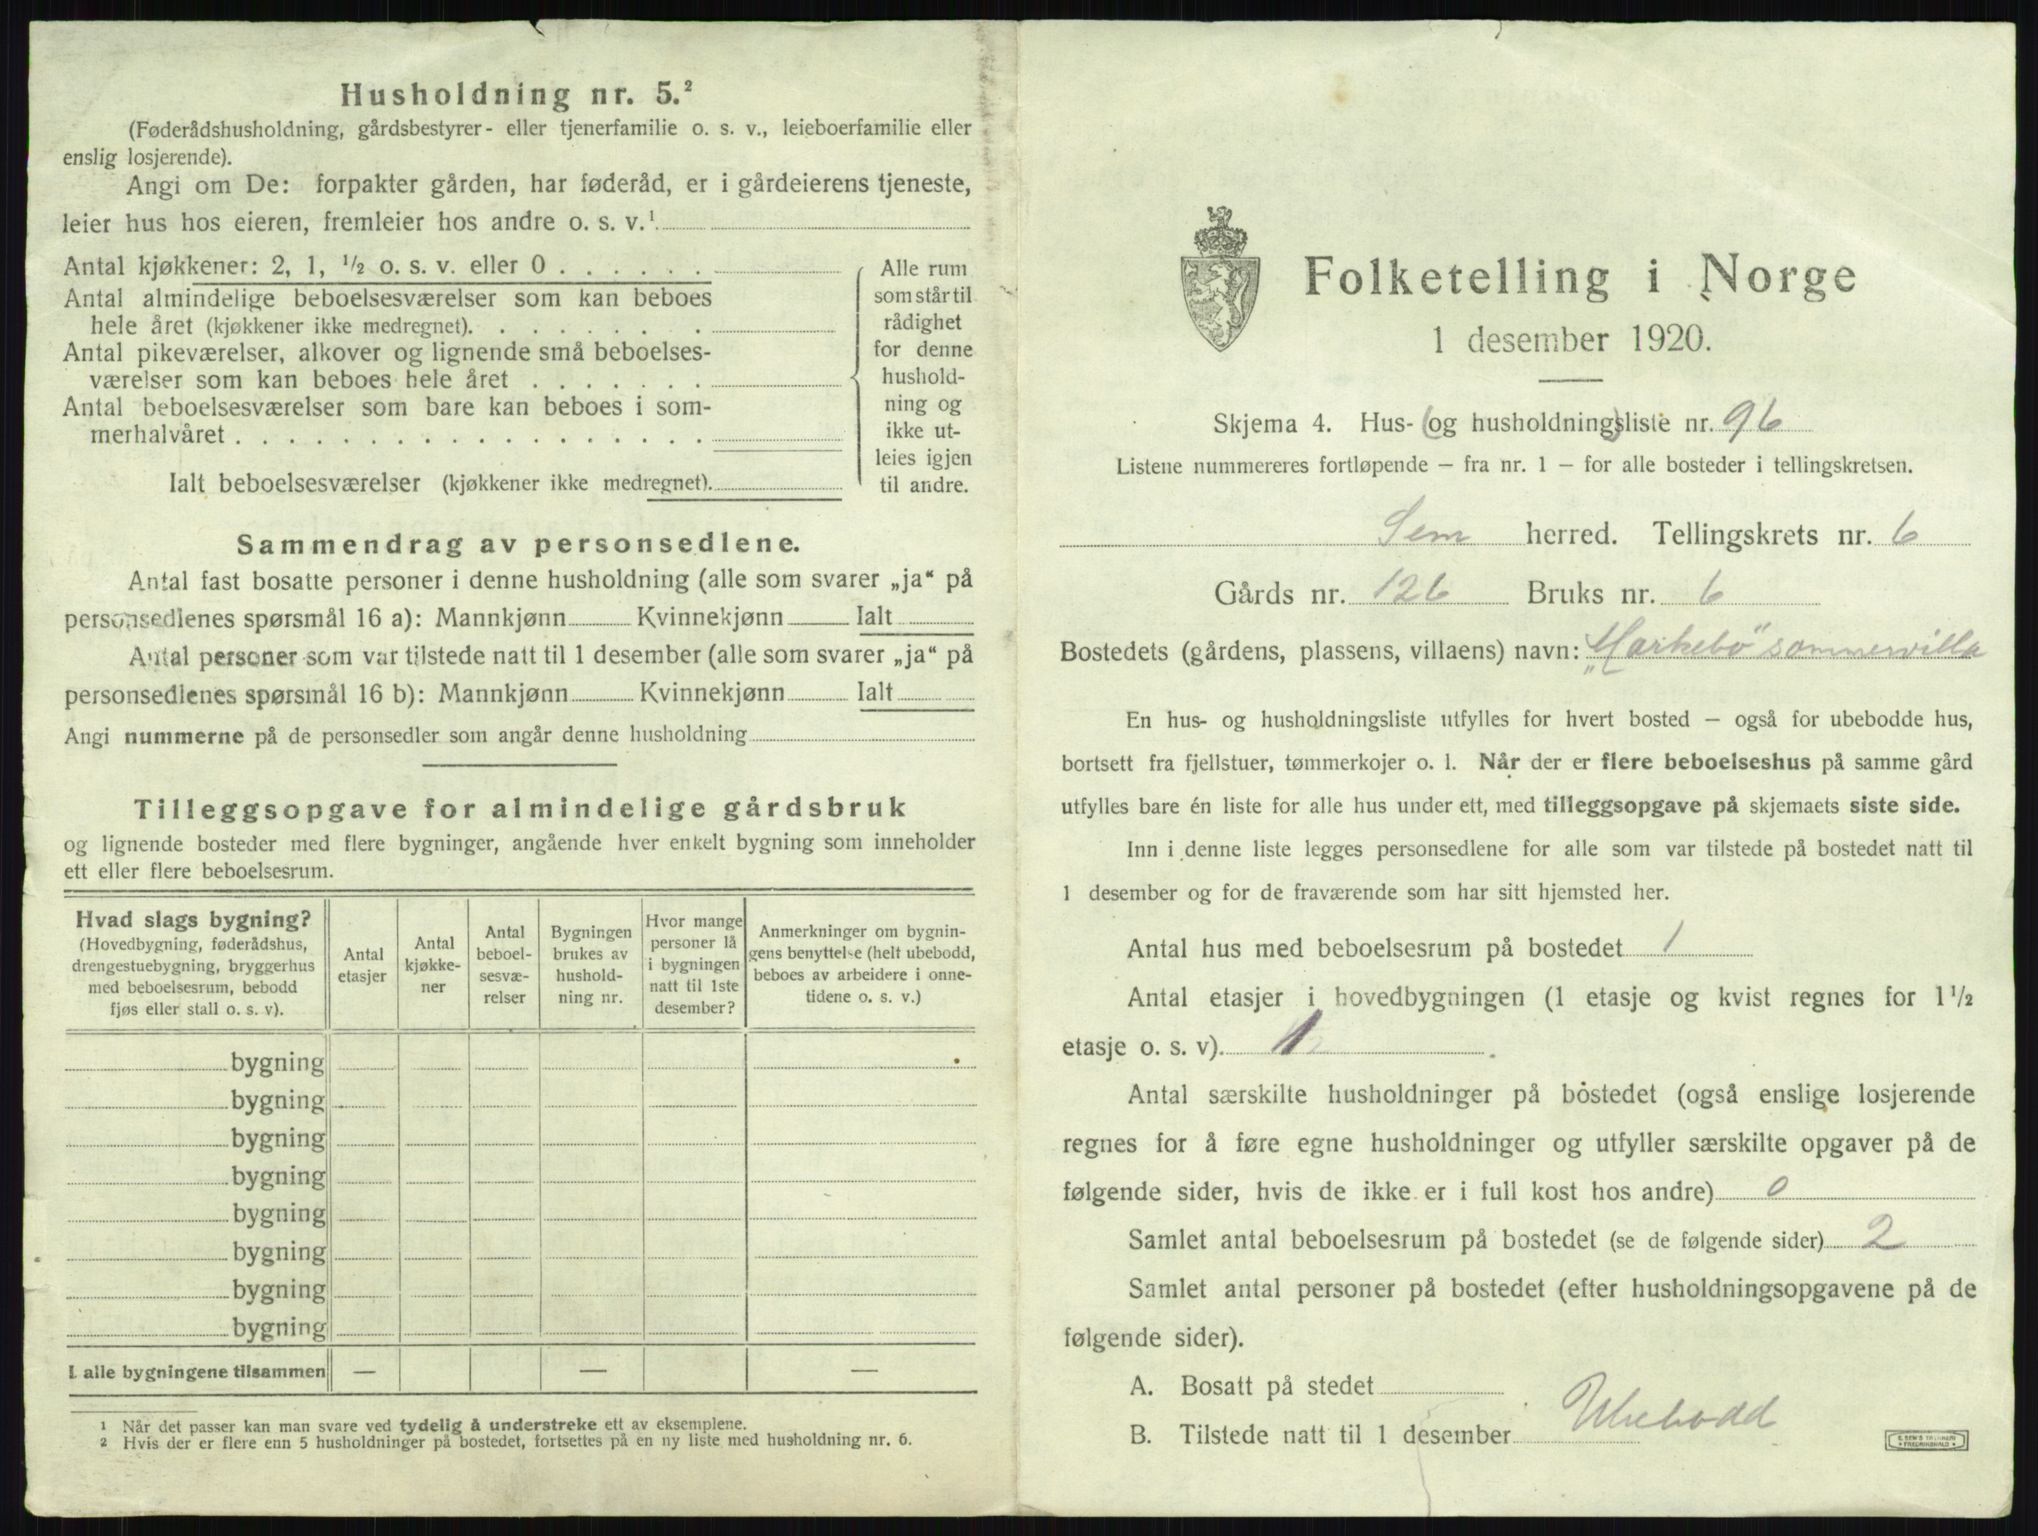 Husholdning nr. 5.²
(Føderådshusholdning, gårdsbestyrer- eller tjenerfamilie o. s. v., leieboerfamilie eller
enslig losjerende).
Angi om De: forpakter gården, har føderåd, er i gårdeierens tjeneste,
leier hus hos eieren, fremleier hos andre o. s. v.¹
Antal kjøkkener: 2, 1, ½ o. s. v. eller 0 . . . . . .
Antal almindelige beboelsesværelser som kan beboes
hele året (kjøkkener ikke medregnet). . . . . . . . .
Antal pikeværelser, alkover og lignende små beboelses-
værelser som kan beboes hele året . . . . . . .
Antal beboelsesværelser som bare kan beboes i som-
merhalvåret . . . . . . . . . . . . . . . . . .
Ialt beboelsesværelser (kjøkkener ikke medregnet).
Alle rum
som står til
rådighet
for denne
hushold-
ning og
ikke ut-
leies igjen
til andre.
Sammendrag av personsedlene.
Antal fast bosatte personer i denne husholdning (alle som svarer „ja“ på
personsedlenes spørsmål 16 a): Mannkjønn Kvinnekjønn Ialt
Antal personer som var tilstede natt til 1 desember (alle som svarer „ja“ på
personsedlenes spørsmål 16 b): Mannkjønn Kvinnekjønn Ialt
Angi nummerne på de personsedler som angår denne husholdning
Tilleggsopgave for almindelige gårdsbruk
og lignende bosteder med flere bygninger, angående hver enkelt bygning som inneholder
ett eller flere beboelsesrum.
Hvad slags bygning?
(Hovedbygning, føderådshus,
drengestuebygning, bryggerhus
med beboelsesrum, bebodd
fjøs eller stall o. s. v).
Antal
etasjer
Antal
kjøkke-
ner
Antal
beboel-
sesvæ-
relser
Bygningen
brukes av
hushold-
ning nr.
Hvor mange
personer lå
i bygningen
natt til 1ste
desember?
Anmerkninger om bygnin-
gens benyttelse (helt ubebodd,
beboes av arbeidere i onne-
tidene o. s. v.)
bygning
bygning
bygning
bygning
bygning
bygning
bygning
bygning
I alle bygningene tilsammen — — —
¹ Når det passer kan man svare ved tydelig å understreke ett av eksemplene.
² Hvis der er flere enn 5 husholdninger på bostedet, fortsettes på en ny liste med husholdning nr. 6.
Folketelling i Norge
1 desember 1920.
Skjema 4. Hus- (og husholdnings)liste nr. 96
Listene nummereres fortløpende – fra nr. 1 – for alle bosteder i tellingskretsen.
Sem herred. Tellingskrets nr. 6
Gårds nr. 126 Bruks nr. 6
Bostedets (gårdens, plassens, villaens) navn: „Markebö“ sommervilla
En hus- og husholdningsliste utfylles for hvert bosted – også for ubebodde hus,
bortsett fra fjellstuer, tømmerkojer o. l. Når der er flere beboelseshus på samme gård
utfylles bare én liste for alle hus under ett, med tilleggsopgave på skjemaets siste side.
Inn i denne liste legges personsedlene for alle som var tilstede på bostedet natt til
1 desember og for de fraværende som har sitt hjemsted her.
Antal hus med beboelsesrum på bostedet 1
Antal etasjer i hovedbygningen (1 etasje og kvist regnes for 1½
etasje o. s. v). 1
Antal særskilte husholdninger på bostedet (også enslige losjerende
regnes for å føre egne husholdninger og utfyller særskilte opgaver på de
følgende sider, hvis de ikke er i full kost hos andre) 0
Samlet antal beboelsesrum på bostedet (se de følgende sider) 2
Samlet antal personer på bostedet (efter husholdningsopgavene på de
følgende sider).
A. Bosatt på stedet
B. Tilstede natt til 1 desember Ubebodd
E. SEM'S TRYKKERI
FREDRIKSHALD